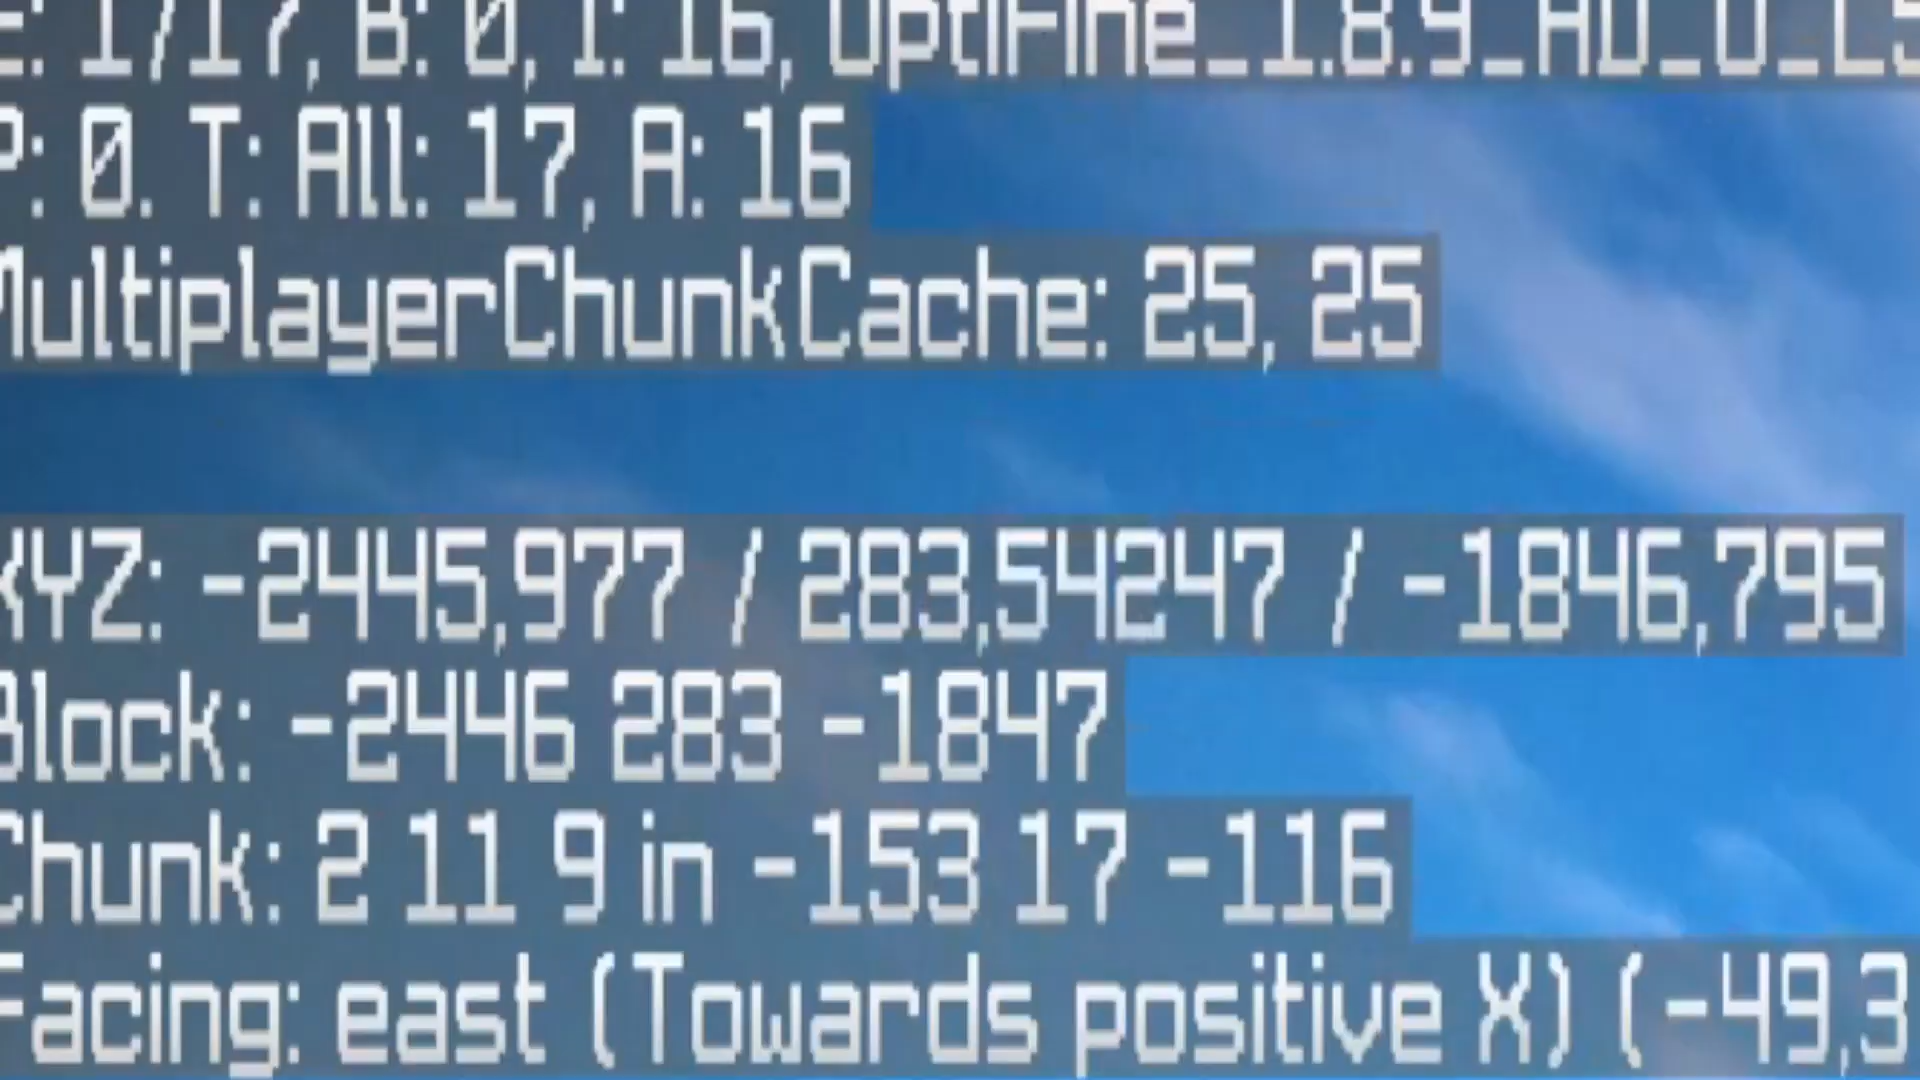 E: 1/17, B: 0, I: 16, OptiFine_1.8.9_HD_U_L5
P: 0. T: All: 17, A: 16
MultiplayerChunkCache: 25, 25
XYZ: -2445,977 / 283,54247 / -1846,795
Block: -2446 283 -1847
Chunk: 2 11 9 in -153 17 -116
Facing: east (Towards positive X) (-49,3